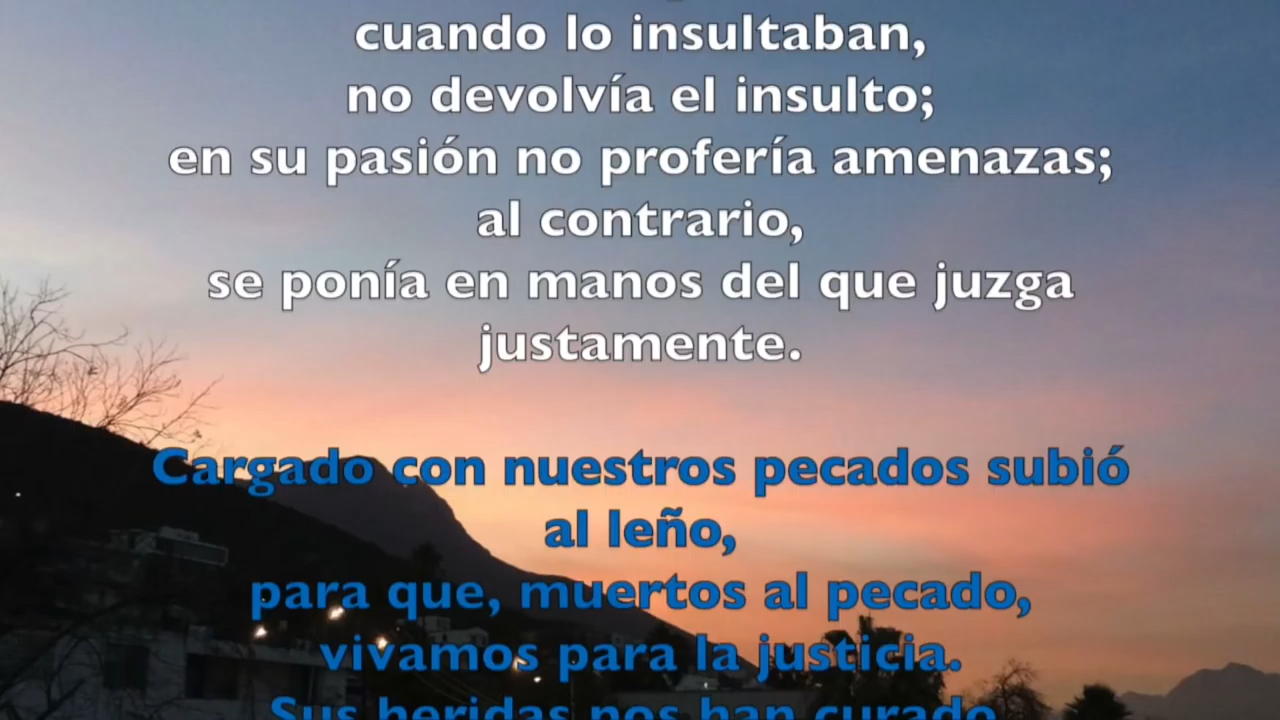 cuando lo insultaban,
no devolvía el insulto;
en su pasión no profería amenazas;
al contrario,
se ponía en manos del que juzga
justamente.
Cargado con nuestros pecados subió
al leño,
para que, muertos al pecado,
vivamos para la justicia.
Sus heridas nos han curado.